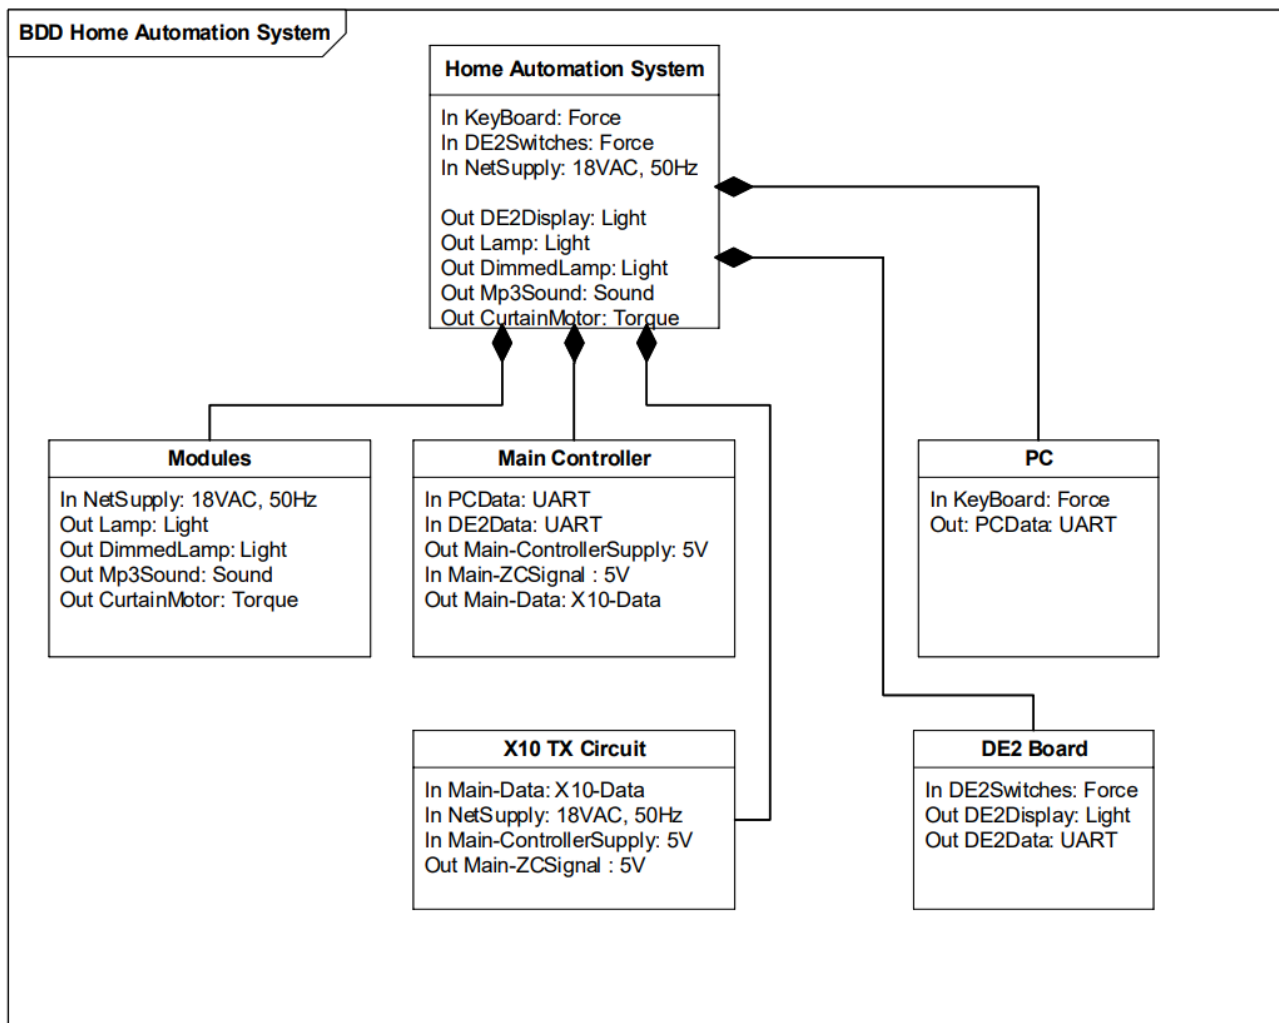 BDD Home Automation System
Home Automation System
In KeyBoard: Force
In DE2Switches: Force
In NetSupply: 18VAC, 50Hz
Out DE2Display: Light
Out Lamp: Light
Out DimmedLamp: Light
Out Mp3Sound: Sound
Out CurtainMotor: Torque
Modules
In NetSupply: 18VAC, 50Hz
Out Lamp: Light
Out DimmedLamp: Light
Out Mp3Sound: Sound
Out CurtainMotor: Torque
Main Controller
In PCData: UART
In DE2Data: UART
Out Main-ControllerSupply: 5V
In Main-ZCSignal : 5V
Out Main-Data: X10-Data
PC
In KeyBoard: Force
Out: PCData: UART
X10 TX Circuit
In Main-Data: X10-Data
In NetSupply: 18VAC, 50Hz
In Main-ControllerSupply: 5V
Out Main-ZCSignal : 5V
DE2 Board
In DE2Switches: Force
Out DE2Display: Light
Out DE2Data: UART